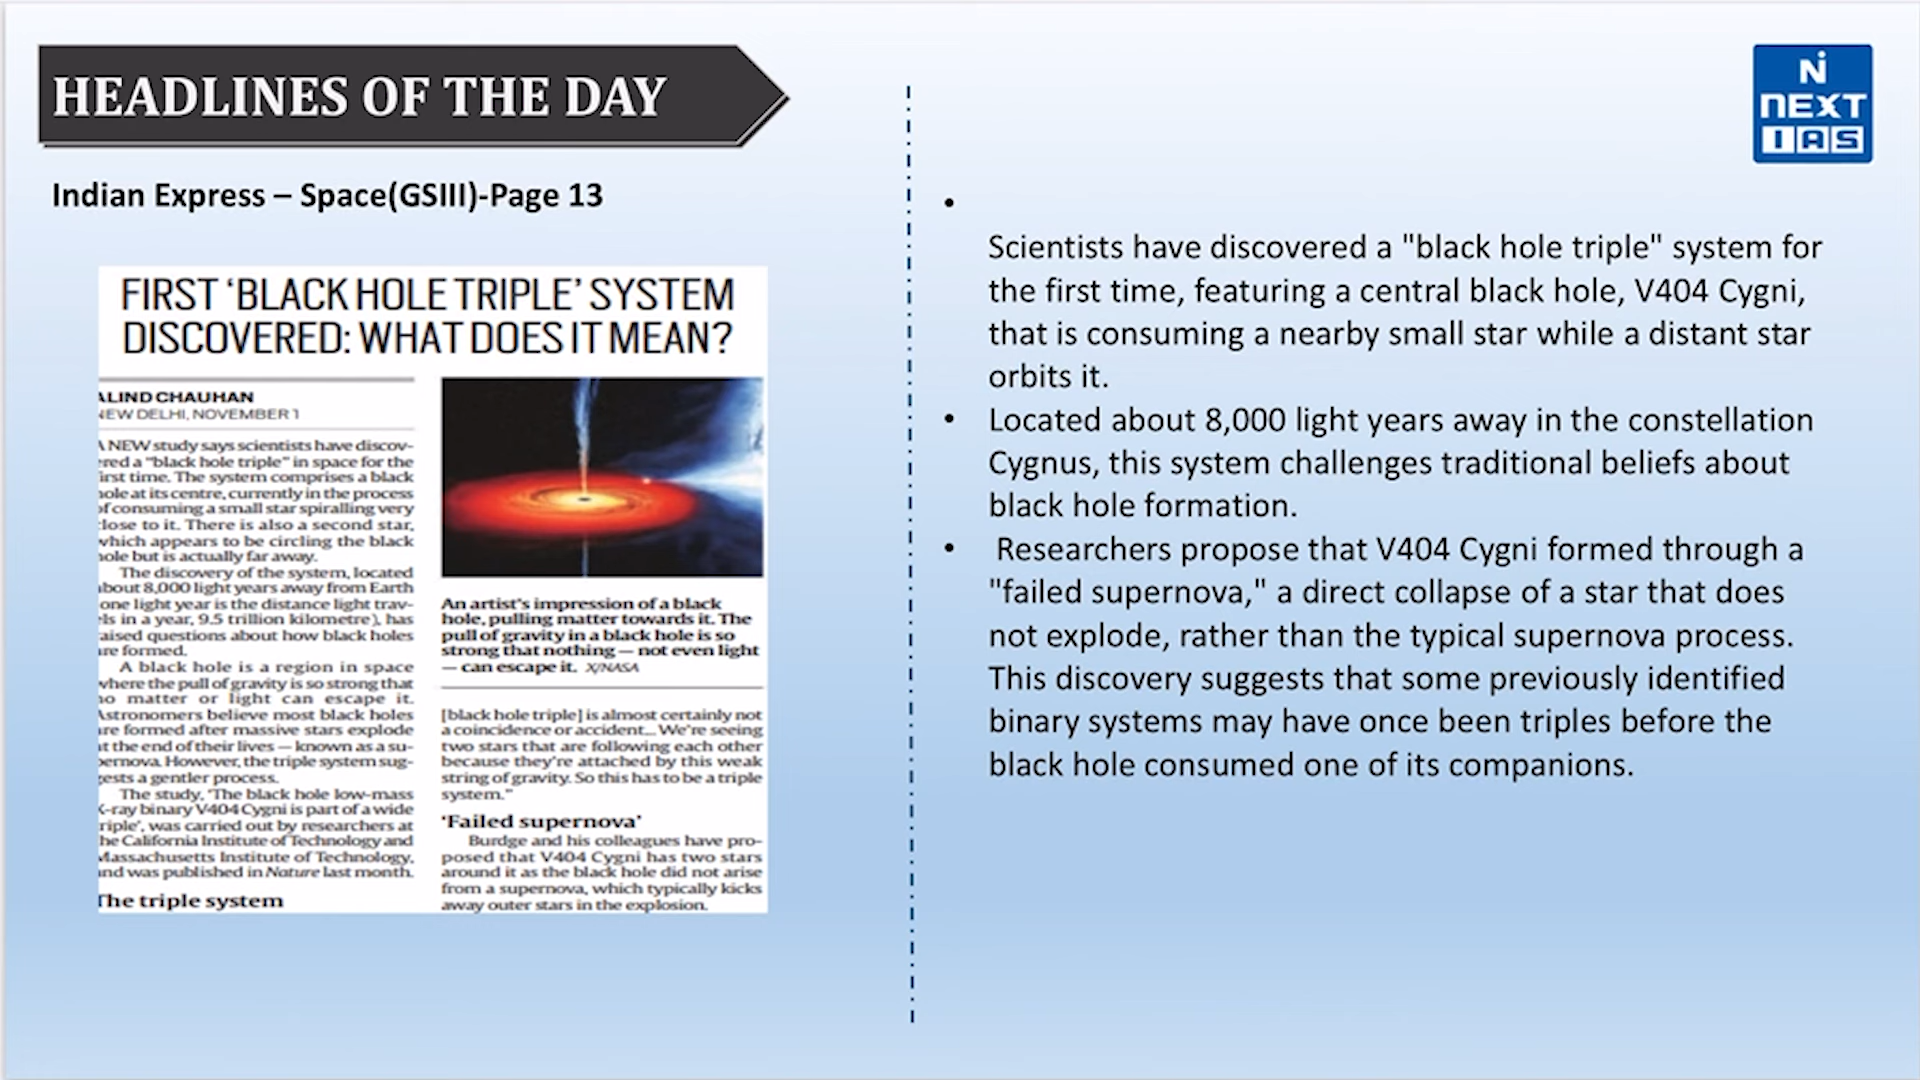 HEADLINES OF THE DAY
Indian Express – Space(GSIII)-Page 13
FIRST ‘BLACK HOLE TRIPLE’ SYSTEM
DISCOVERED: WHAT DOES IT MEAN?
ALIND CHAUHAN
NEW DELHI, NOVEMBER 1
A NEW study says scientists have discov-
ered a "black hole triple" in space for the
first time. The system comprises a black
hole at its centre, currently in the process
of consuming a small star spiralling very
close to it. There is also a second star,
which appears to be circling the black
hole but is actually far away.
The discovery of the system, located
about 8,000 light years away from Earth
(one light year is the distance light trav-
els in a year, 9.5 trillion kilometre), has
raised questions about how black holes
are formed.
A black hole is a region in space
where the pull of gravity is so strong that
no matter or light can escape it.
Astronomers believe most black holes
are formed after massive stars explode
at the end of their lives — known as a su-
pernova. However, the triple system sug-
gests a gentler process.
The study, ‘The black hole low-mass
X-ray binary V404 Cygni is part of a wide
triple’, was carried out by researchers at
the California Institute of Technology and
Massachusetts Institute of Technology,
and was published in Nature last month.
The triple system
An artist's impression of a black
hole, pulling matter towards it. The
pull of gravity in a black hole is so
strong that nothing — not even light
— can escape it. X/NASA
[black hole triple] is almost certainly not
a coincidence or accident... We're seeing
two stars that are following each other
because they're attached by this weak
string of gravity. So this has to be a triple
system."
‘Failed supernova’
Burdge and his colleagues have pro-
posed that V404 Cygni has two stars
around it as the black hole did not arise
from a supernova, which typically kicks
away outer stars in the explosion.
N
NEXT
IAS
•
Scientists have discovered a "black hole triple" system for
the first time, featuring a central black hole, V404 Cygni,
that is consuming a nearby small star while a distant star
orbits it.
• Located about 8,000 light years away in the constellation
Cygnus, this system challenges traditional beliefs about
black hole formation.
• Researchers propose that V404 Cygni formed through a
"failed supernova," a direct collapse of a star that does
not explode, rather than the typical supernova process.
This discovery suggests that some previously identified
binary systems may have once been triples before the
black hole consumed one of its companions.